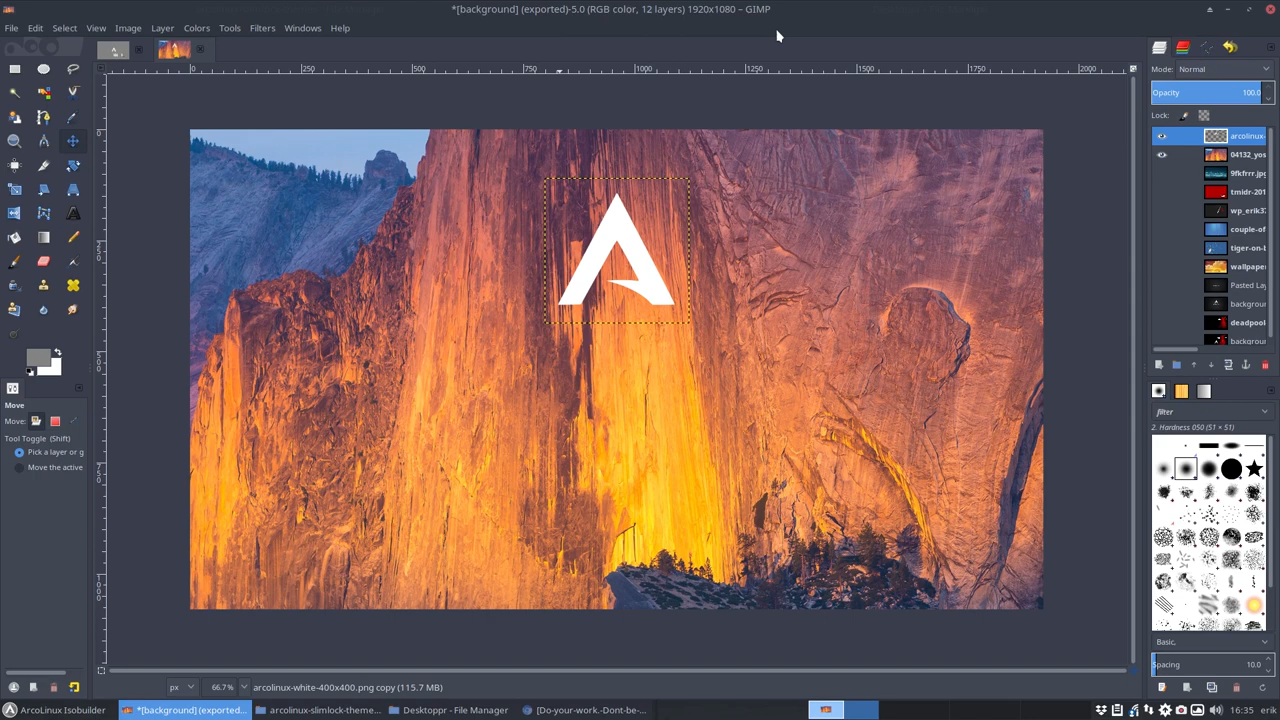 *[background] (exported)-5.0 (RGB color, 12 layers) 1920x1080 – GIMP
File Edit Select View Image Layer Colors Tools Filters Windows Help
0 250 500 750 1000 1250 1500 1750 2000
Mode: Normal
Opacity 100.0
Lock:
arcolinux-
04132_yos
9fkfrrr.jpg
tmidr-201
wp_erik37
couple-of
tiger-on-b
wallpape
Pasted Lay
backgroun
deadpool
backgroun
Move
Move:
Tool Toggle (Shift)
Pick a layer or g
Move the active
filter
2. Hardness 050 (51 × 51)
Basic,
Spacing 10.0
px 66.7% arcolinux-white-400x400.png copy (115.7 MB)
ArcoLinux Isobuilder *[background] (exported... arcolinux-slimlock-theme... Desktoppr - File Manager [Do-your-work.-Dont-be-... 16:35 erik